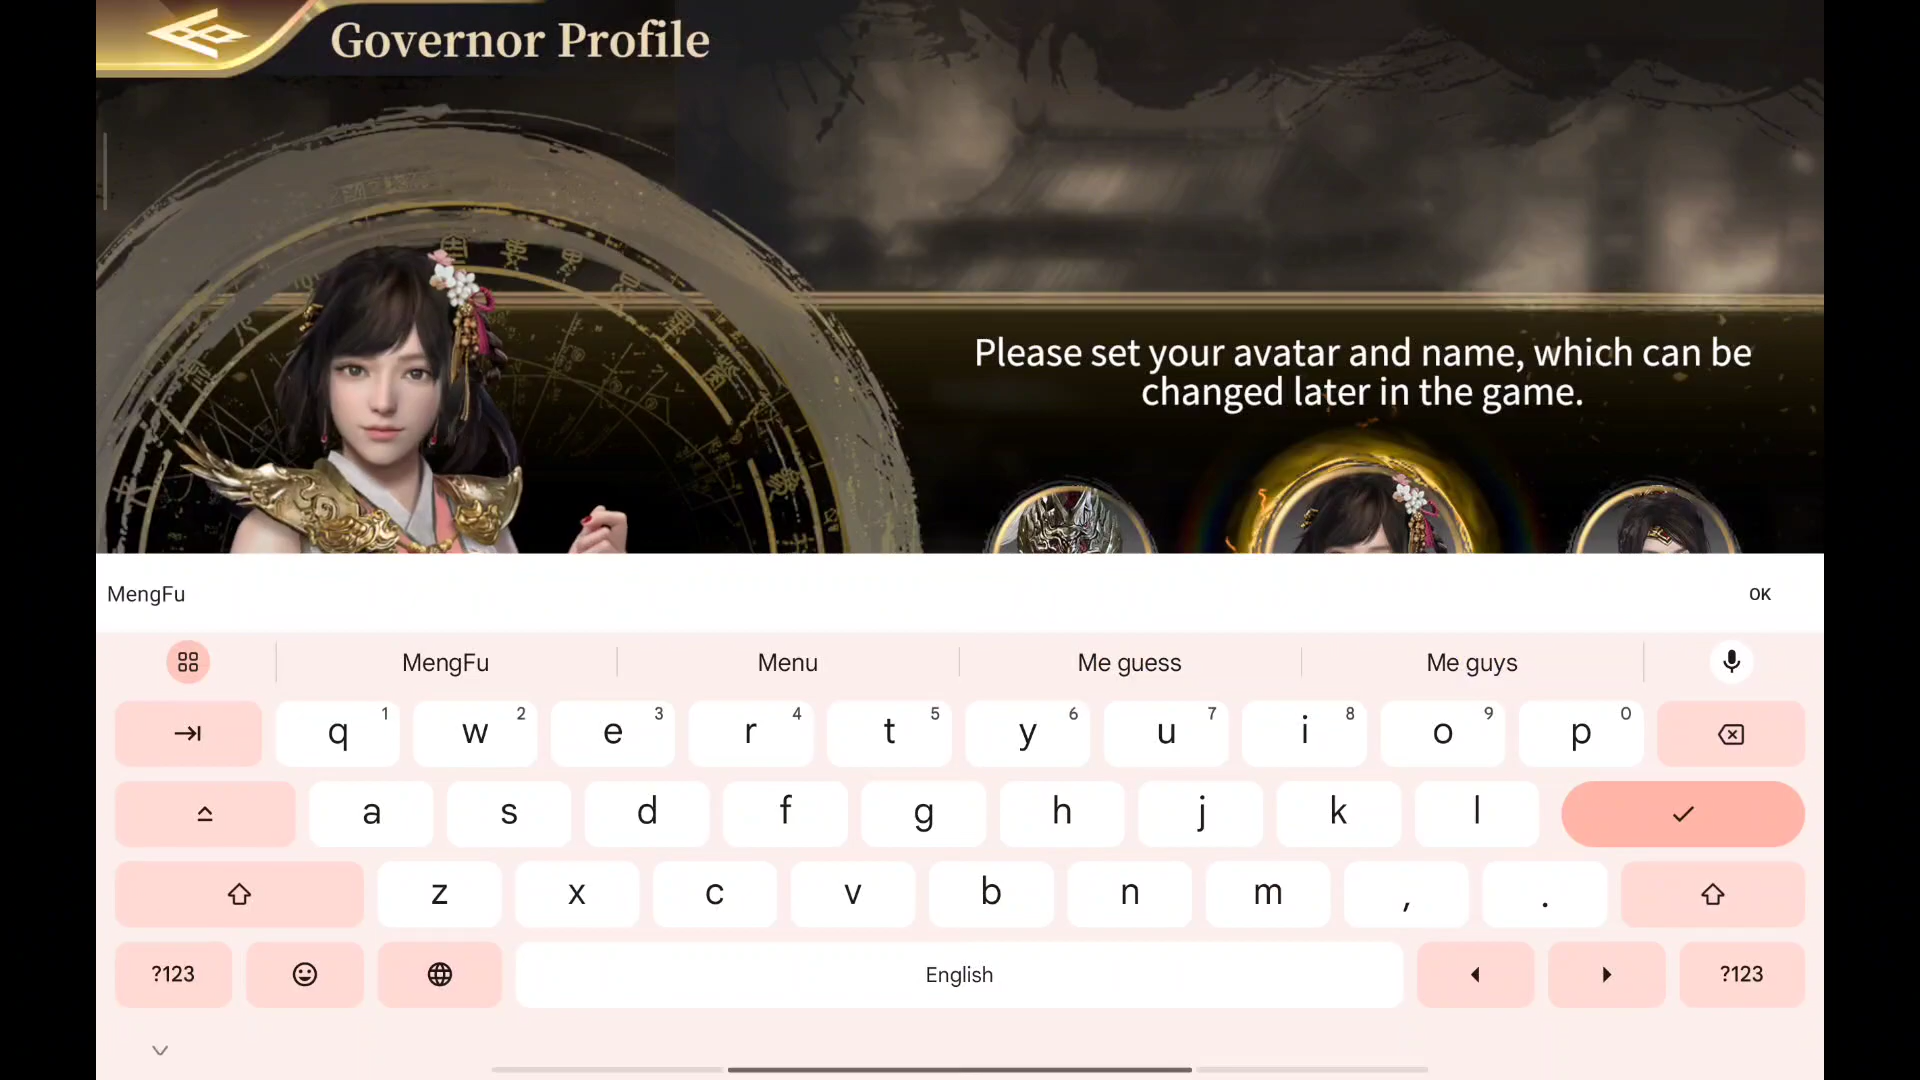 Governor Profile
Please set your avatar and name, which can be
changed later in the game.
MengFu
OK
MengFu
Menu
Me guess
Me guys
q 1 w 2 e 3 r 4 t 5 y 6 u 7 i 8 o 9 p 0
a s d f g h j k l
z x c v b n m , .
?123
English
?123